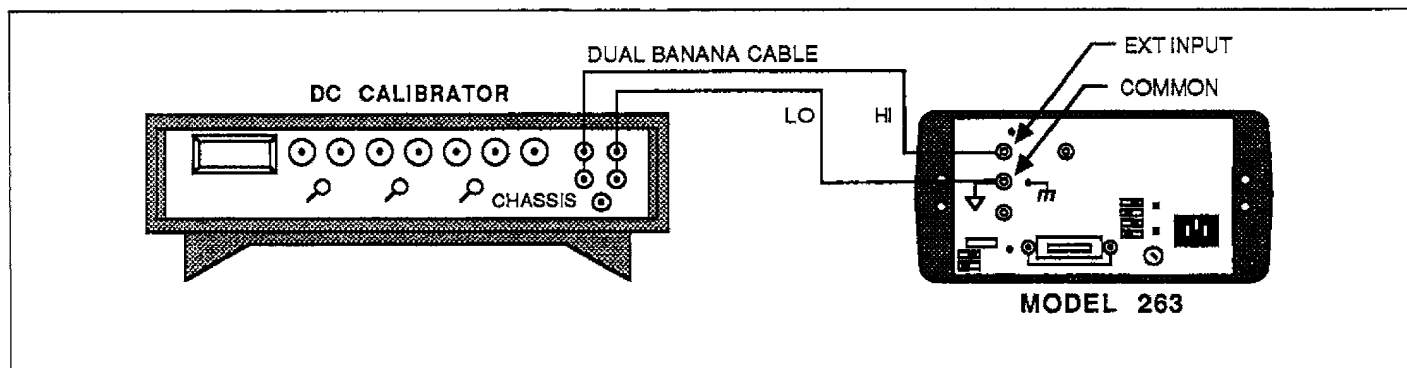 EXT INPUT
DUAL BANANA CABLE
COMMON
DC CALIBRATOR
LO
HI
CHASSIS
MODEL 263